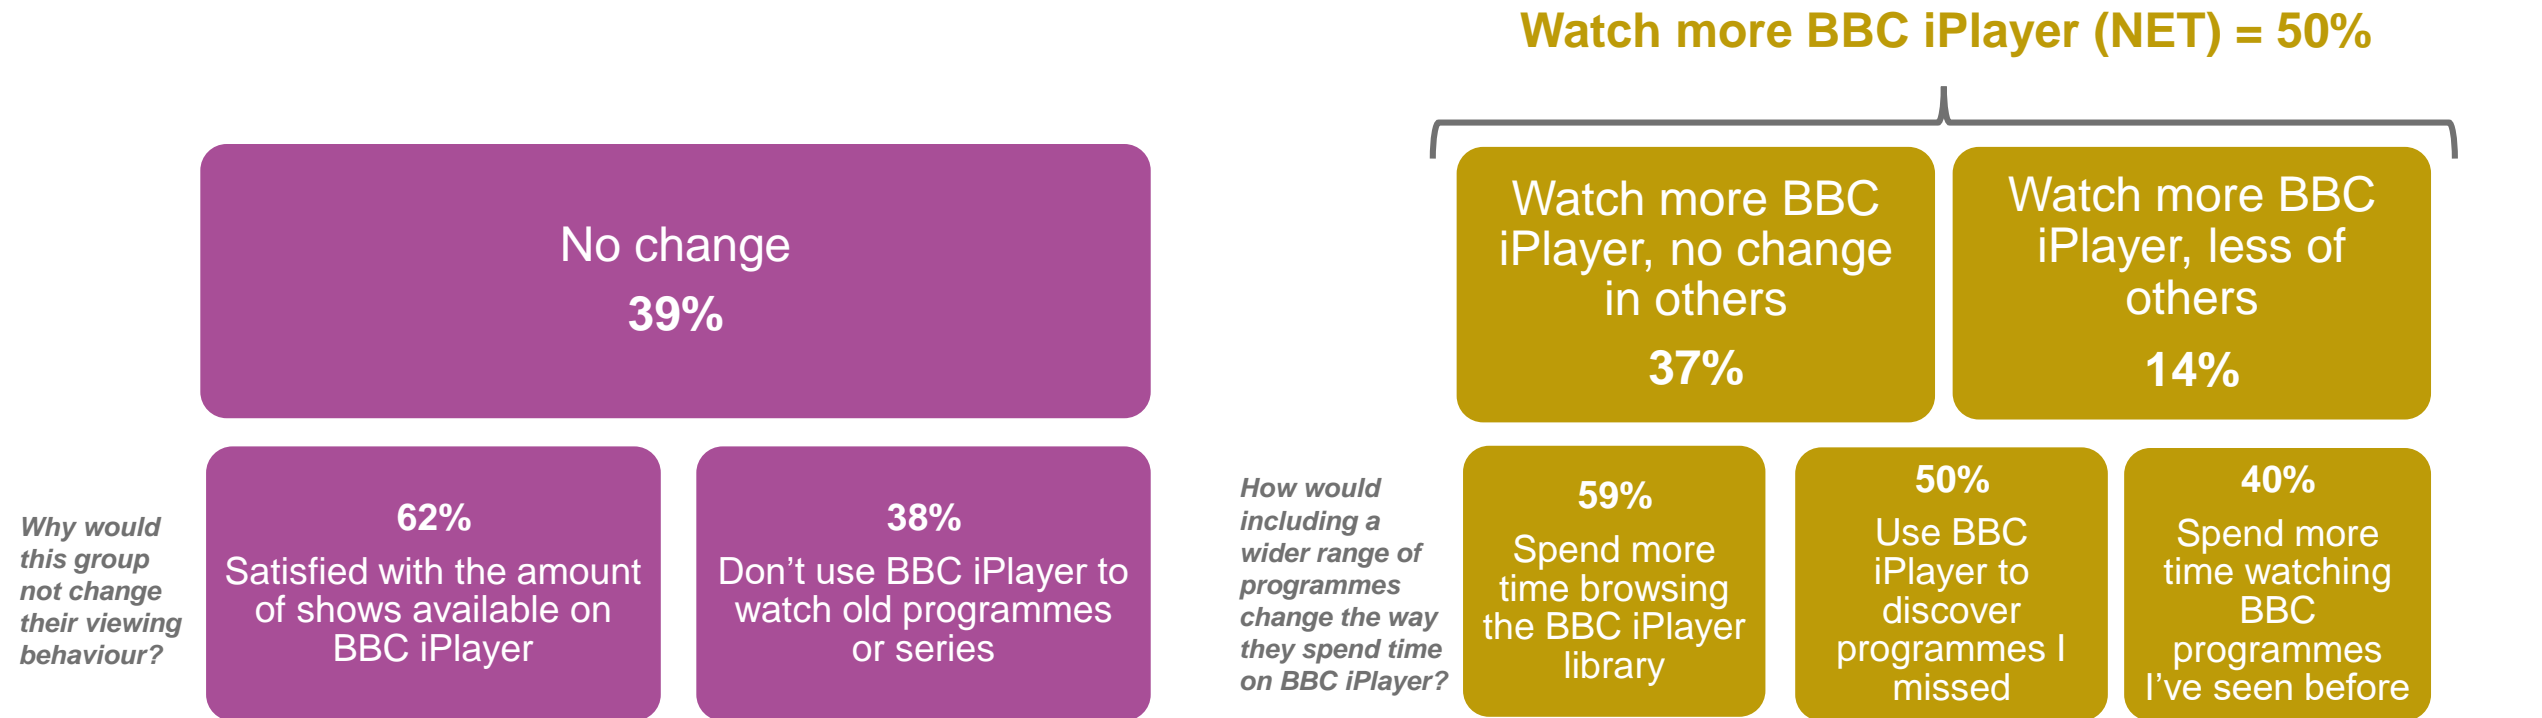 Watch more BBC iPlayer (NET) = 50%
No change
39%
Watch more BBC
iPlayer, no change
in others
37%
Watch more BBC
iPlayer, less of
others
14%
Why would
this group
not change
their viewing
behaviour?
62%
Satisfied with the amount
of shows available on
BBC iPlayer
38%
Don’t use BBC iPlayer to
watch old programmes
or series
How would
including a
wider range of
programmes
change the way
they spend time
on BBC iPlayer?
59%
Spend more
time browsing
the BBC iPlayer
library
50%
Use BBC
iPlayer to
discover
programmes I
missed
40%
Spend more
time watching
BBC
programmes
I’ve seen before